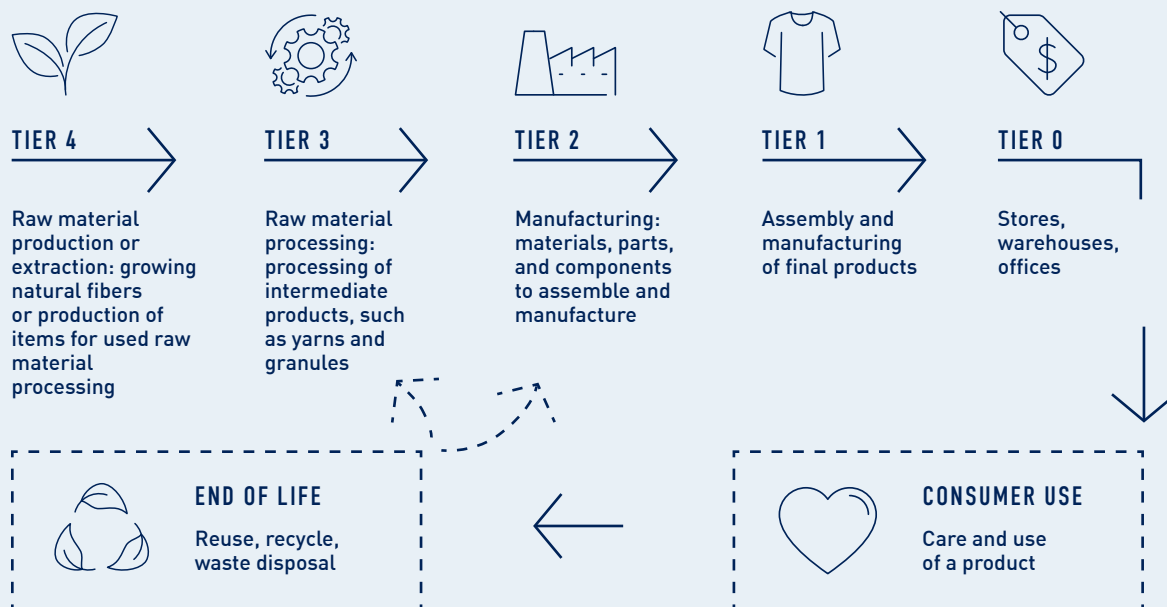 TIER 4
Raw material
production or
extraction: growing
natural fibers
or production of
items for used raw
material
processing
TIER 3
Raw material
processing:
processing of
intermediate
products, such
as yarns and
granules
TIER 2
Manufacturing:
materials, parts,
and components
to assemble and
manufacture
TIER 1
Assembly and
manufacturing
of final products
$
TIER 0
Stores,
warehouses,
offices
END OF LIFE
Reuse, recycle,
waste disposal
CONSUMER USE
Care and use
of a product